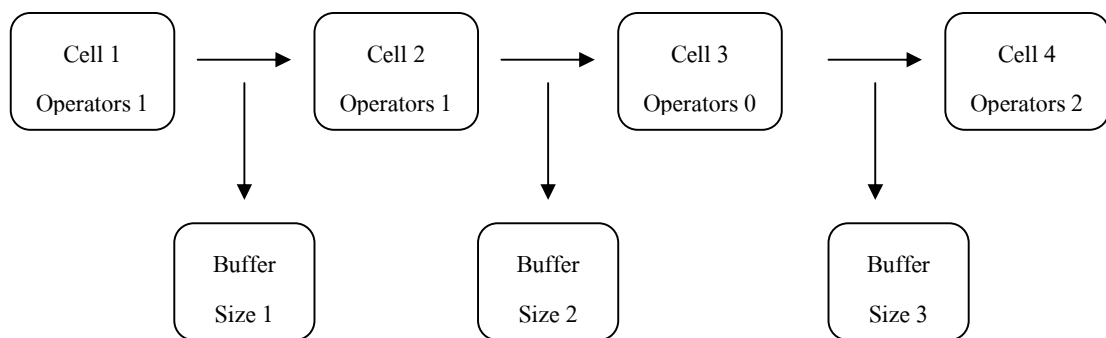 Cell 1
Operators 1
Cell 2
Operators 1
Cell 3
Operators 0
Cell 4
Operators 2
Buffer
Size 1
Buffer
Size 2
Buffer
Size 3